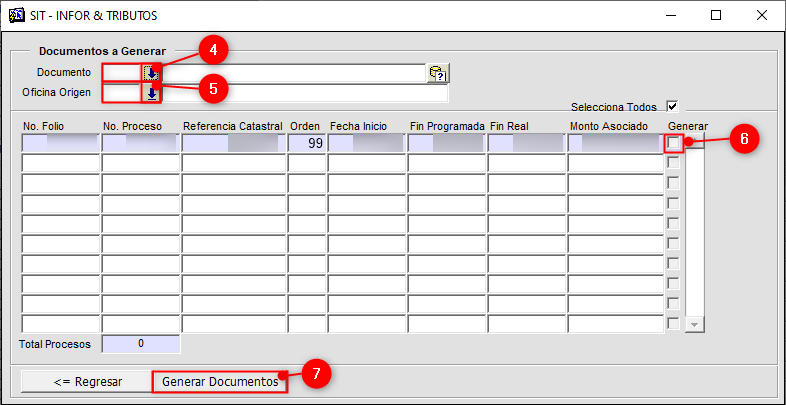 SIT - INFOR & TRIBUTOS
Documentos a Generar
4
Documento
Oficina Origen
5
Selecciona Todos
No. Folio No. Proceso Referencia Catastral Orden Fecha Inicio Fin Programada Fin Real Monto Asociado Generar
99
6
Total Procesos 0
<= Regresar Generar Documentos 7